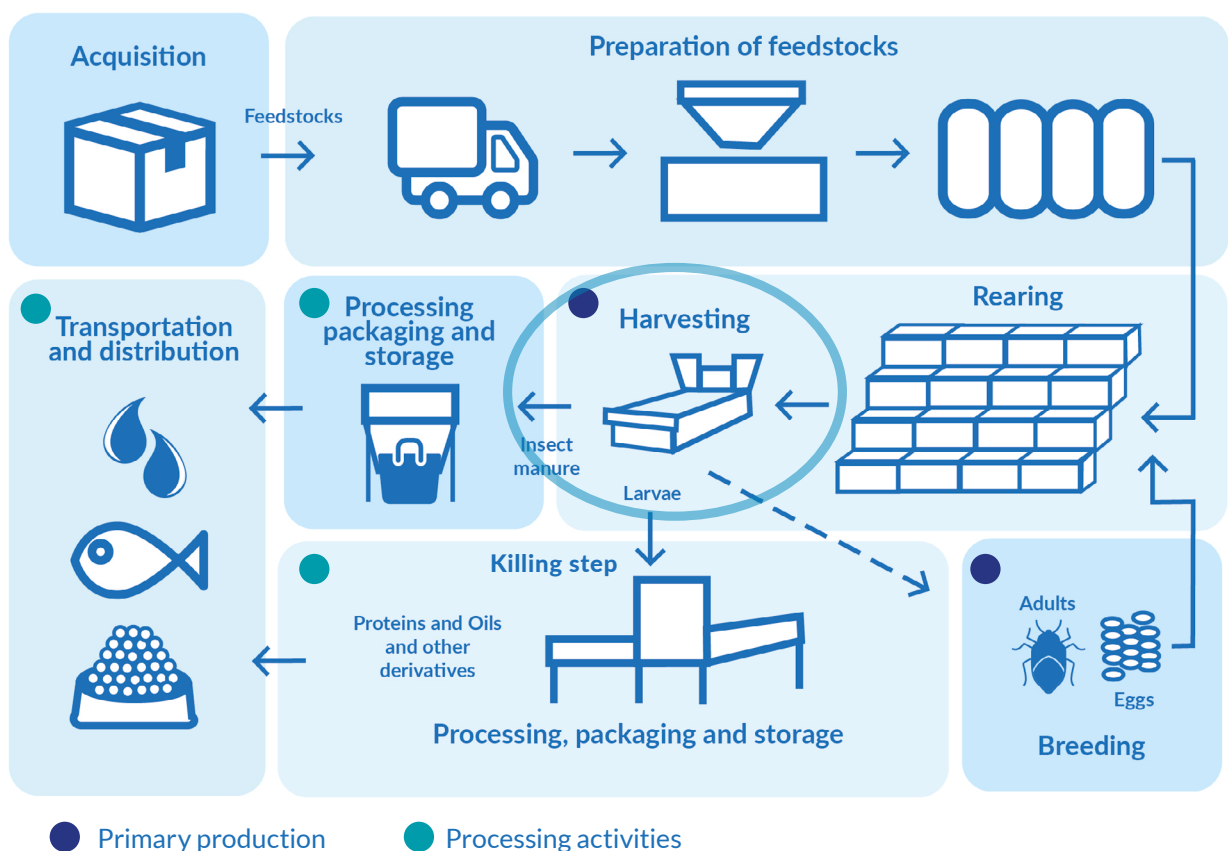 Acquisition
Feedstocks
Preparation of feedstocks
Transportation
and distribution
Processing
packaging and
storage
Harvesting
Insect
manure
Larvae
Rearing
Killing step
Proteins and Oils
and other
derivatives
Processing, packaging and storage
Adults
Eggs
Breeding
Primary production
Processing activities